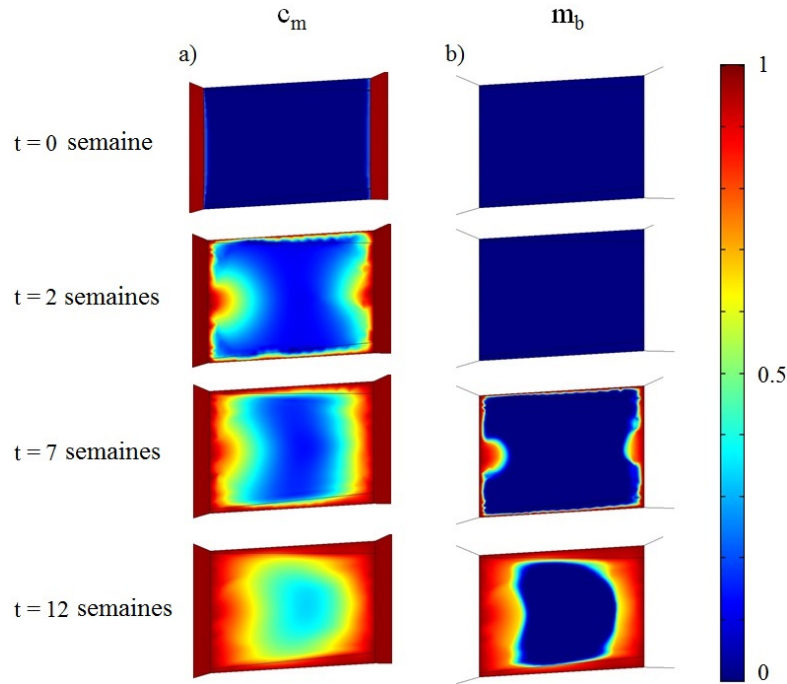 c_m
m_b
a)
b)
1
t = 0 semaine
t = 2 semaines
0.5
t = 7 semaines
t = 12 semaines
0